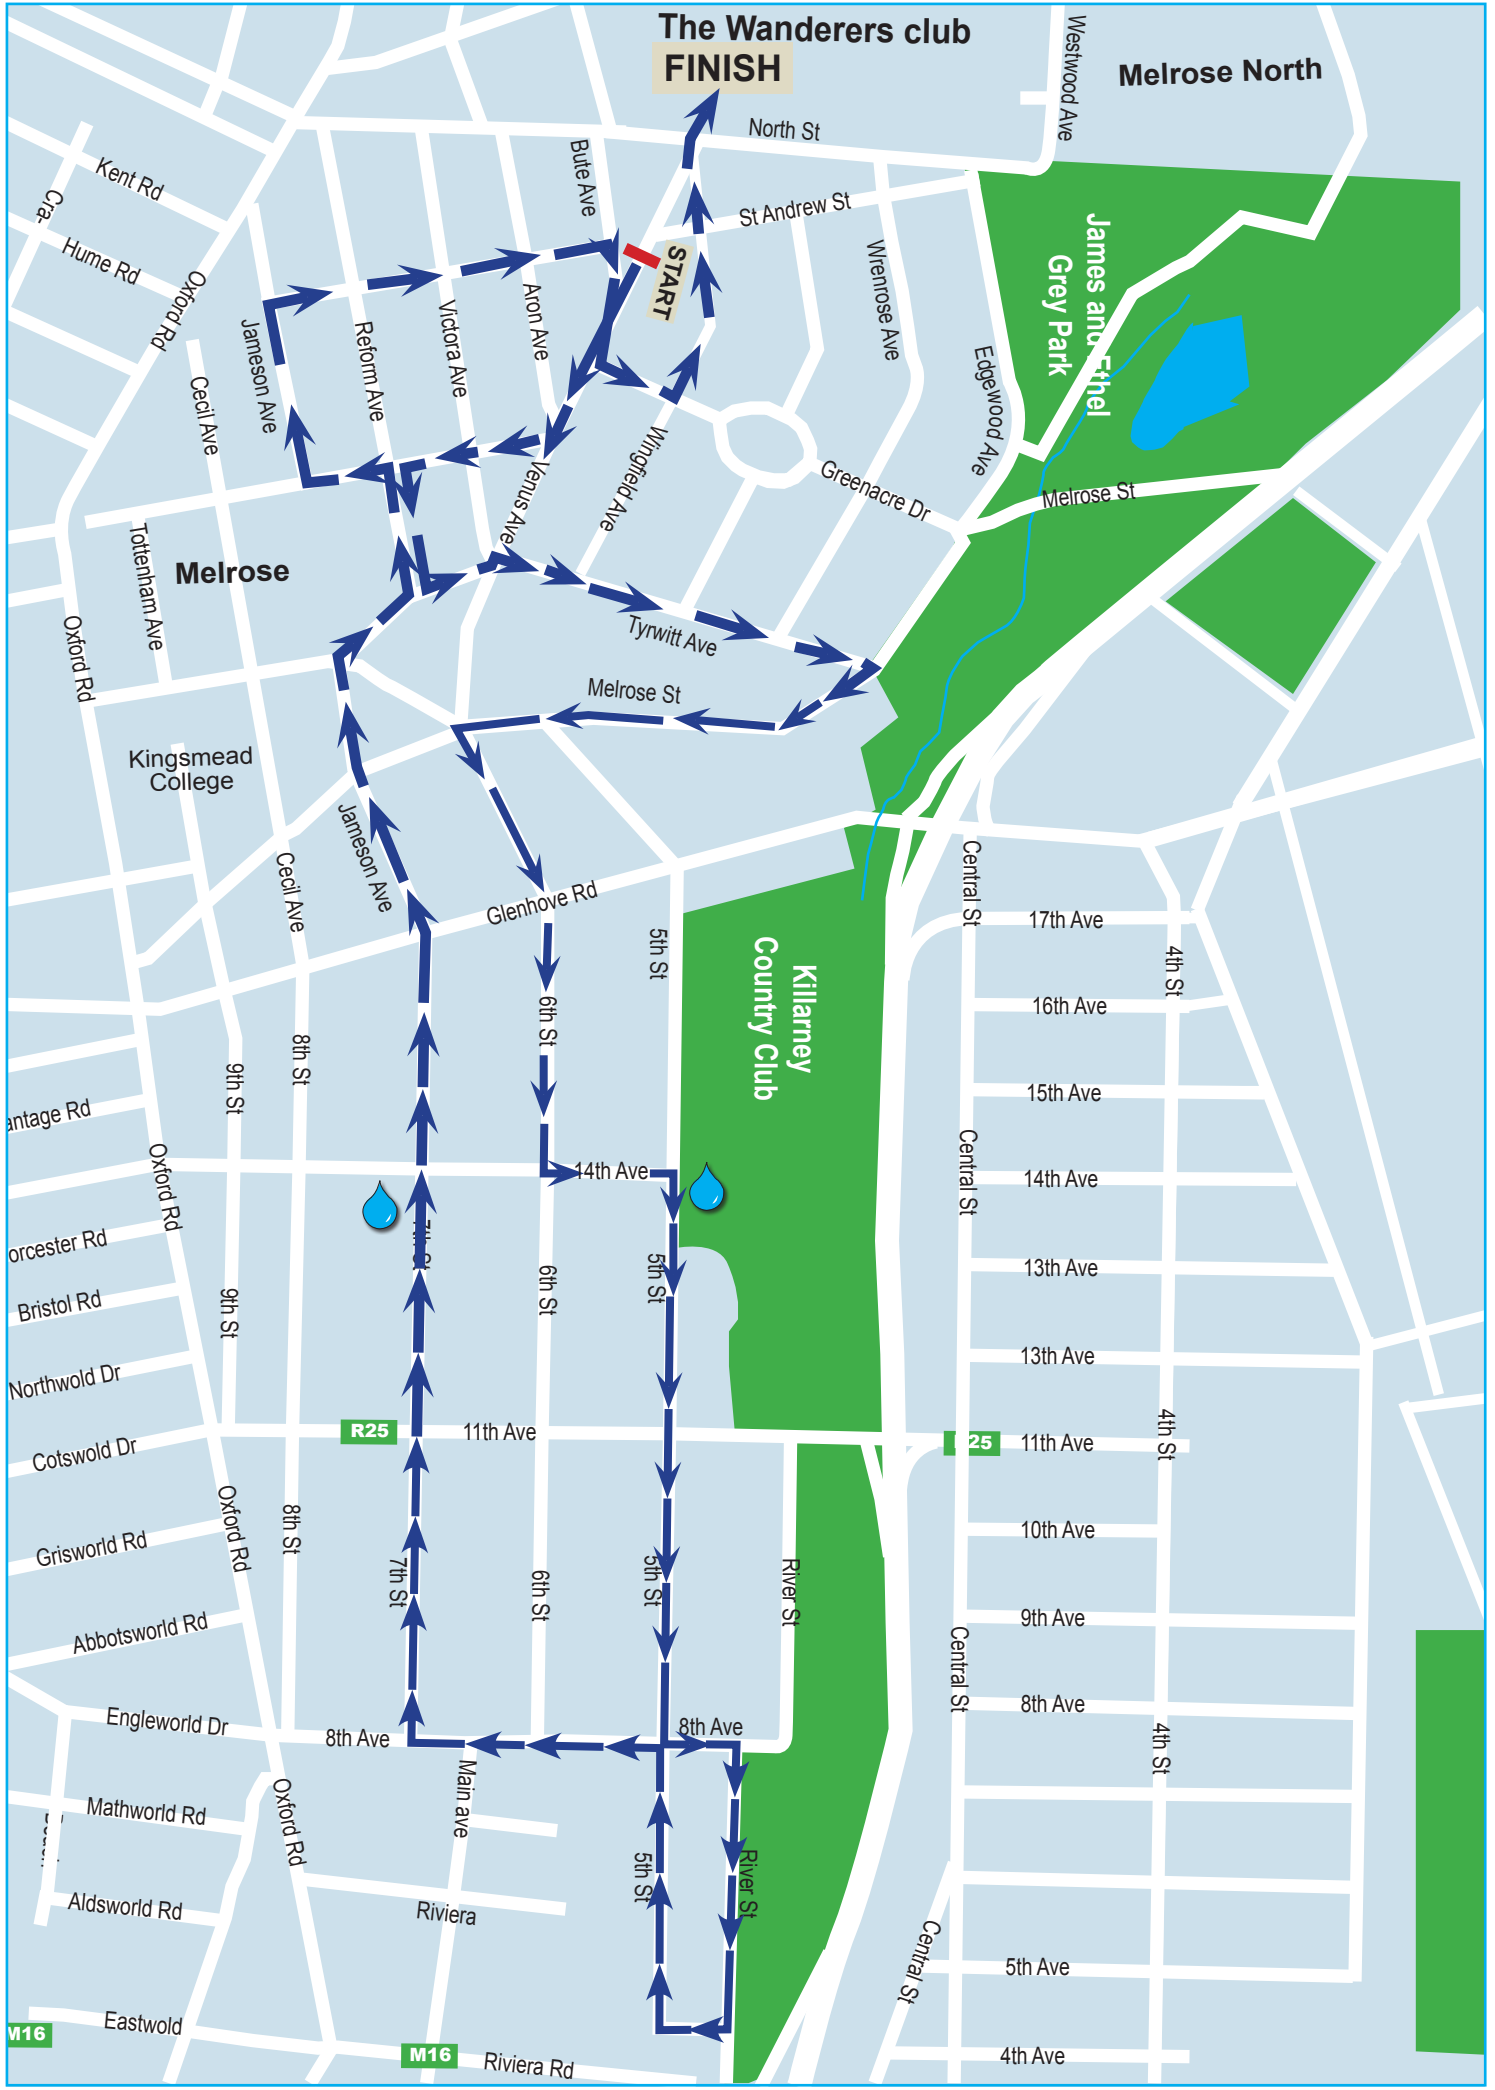 The Wanderers club
FINISH
Westwood Ave
Melrose North
North St
Bute Ave
Kent Rd
Cra-
St Andrew St
Hume Rd
Oxford Rd
START
Wrenrose Ave
James and Ethel
Grey Park
Jameson Ave
Reform Ave
Victora Ave
Aron Ave
Edgewood Ave
Cecil Ave
Venus Ave
Wingfield Ave
Greenacre Dr
Melrose St
Tottenham Ave
Melrose
Oxford Rd
Tyrwitt Ave
Melrose St
Kingsmead
College
Jameson Ave
Cecil Ave
Glenhove Rd
Central St
17th Ave
5th St
Killarney
Country Club
4th St
16th Ave
6th St
8th St
9th St
15th Ave
antage Rd
Oxford Rd
14th Ave
Central St
14th Ave
7th St
orcester Rd
5th St
6th St
13th Ave
Bristol Rd
9th St
Northwold Dr
13th Ave
R25
11th Ave
25
11th Ave
4th St
Cotswold Dr
Oxford Rd
8th St
10th Ave
Grisworld Rd
7th St
6th St
5th St
River St
9th Ave
Abbotsworld Rd
Central St
8th Ave
Engleworld Dr
8th Ave
8th Ave
4th St
Main ave
Oxford Rd
Mathworld Rd
5th St
River St
Aldsworld Rd
Riviera
Central St
5th Ave
Eastwold
M16
M16
Riviera Rd
4th Ave